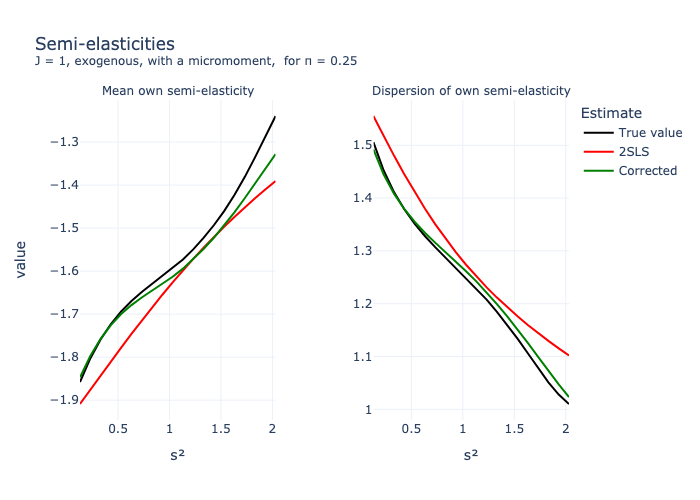 Semi-elasticities
J = 1, exogenous, with a micromoment,  for π = 0.25
Mean own semi-elasticity
Dispersion of own semi-elasticity
Estimate
True value
2SLS
Corrected
value
−1.3
−1.4
−1.5
−1.6
−1.7
−1.8
−1.9
0.5
1
1.5
2
s²
1.5
1.4
1.3
1.2
1.1
1
0.5
1
1.5
2
s²